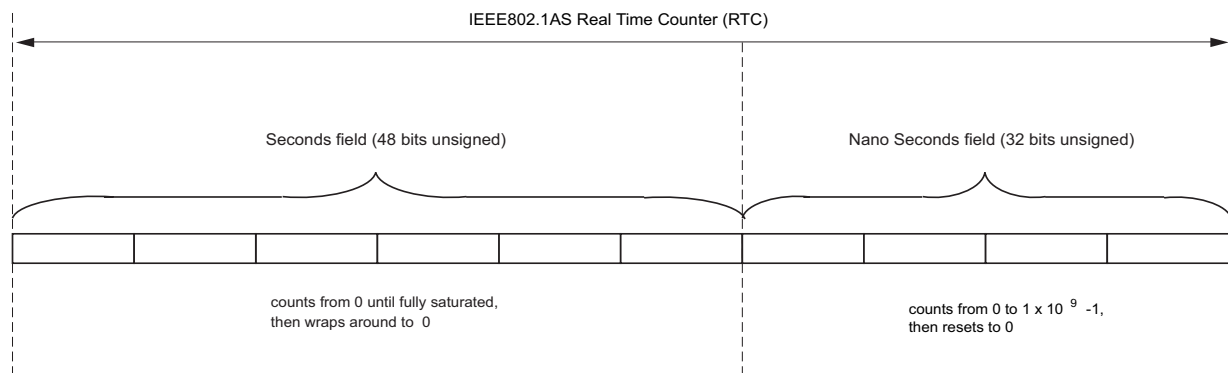 IEEE802.1AS Real Time Counter (RTC)
Seconds field (48 bits unsigned)
Nano Seconds field (32 bits unsigned)
counts from 0 until fully saturated,
then wraps around to 0
counts from 0 to 1 x 10 9 -1,
then resets to 0